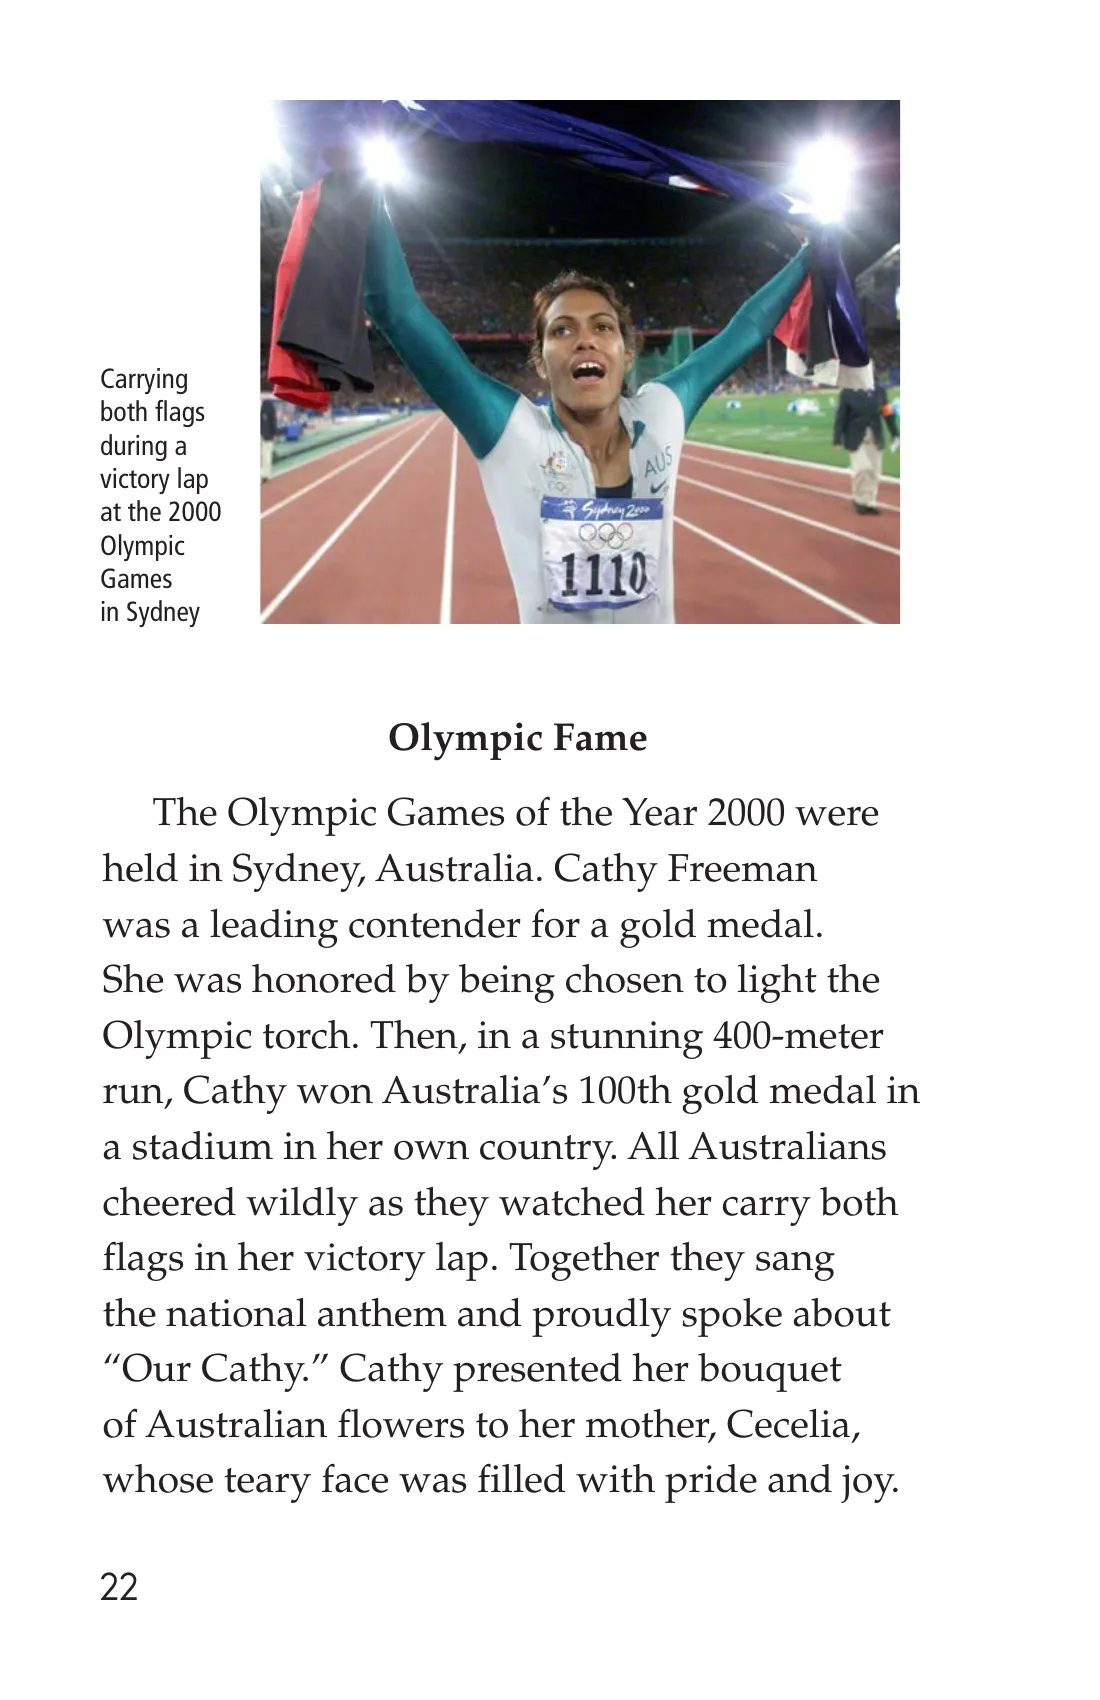 Carrying
both flags
during a
victory lap
at the 2000
Olympic
Games
in Sydney
AUS
Sydney 2000
1110
Olympic Fame
The Olympic Games of the Year 2000 were
held in Sydney, Australia. Cathy Freeman
was a leading contender for a gold medal.
She was honored by being chosen to light the
Olympic torch. Then, in a stunning 400-meter
run, Cathy won Australia’s 100th gold medal in
a stadium in her own country. All Australians
cheered wildly as they watched her carry both
flags in her victory lap. Together they sang
the national anthem and proudly spoke about
“Our Cathy.” Cathy presented her bouquet
of Australian flowers to her mother, Cecelia,
whose teary face was filled with pride and joy.
22